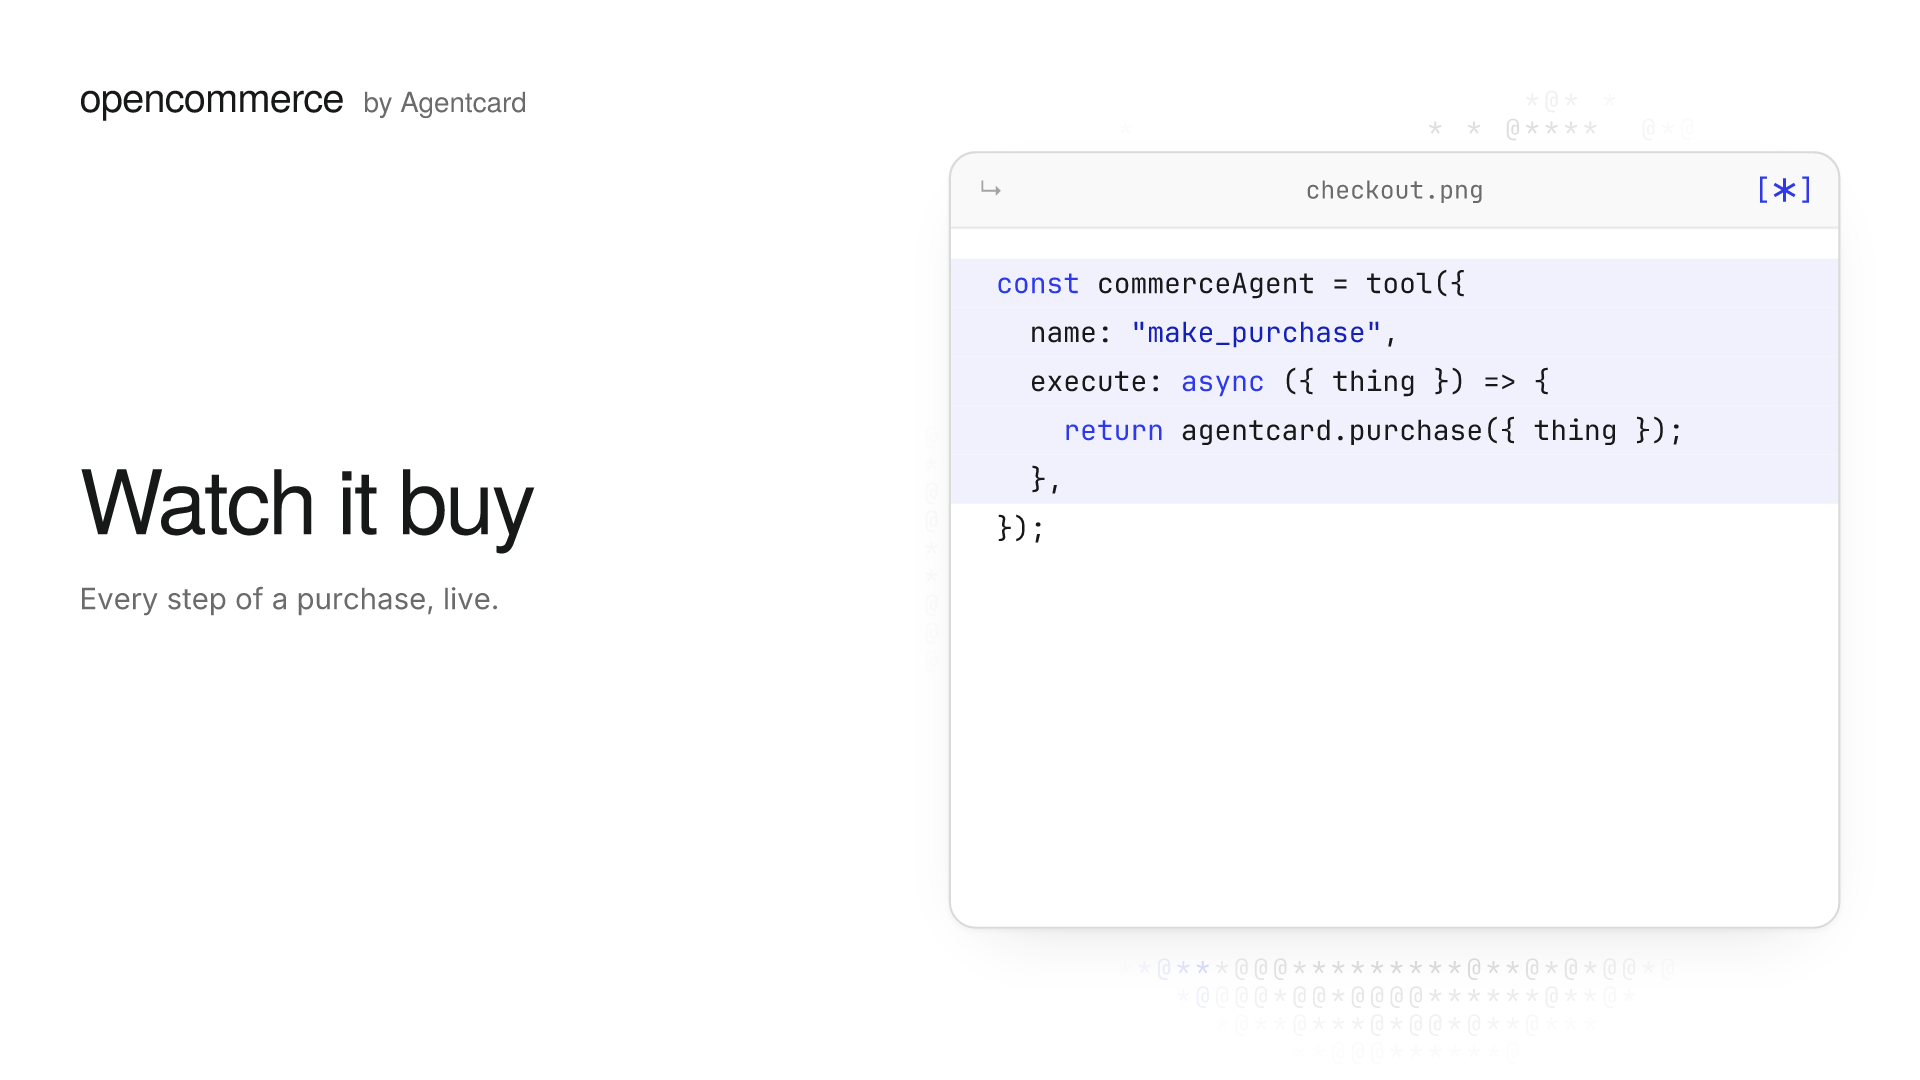 opencommerce by Agentcard
*@* *
* * @**** @*@
checkout.png
[*]
const commerceAgent = tool({
name: "make_purchase",
execute: async ({ thing }) => {
return agentcard.purchase({ thing });
},
});
Watch it buy
Every step of a purchase, live.
*@***@@@*********@**@*@*@@*@
*@@@@*@@*@@@@******@**@*